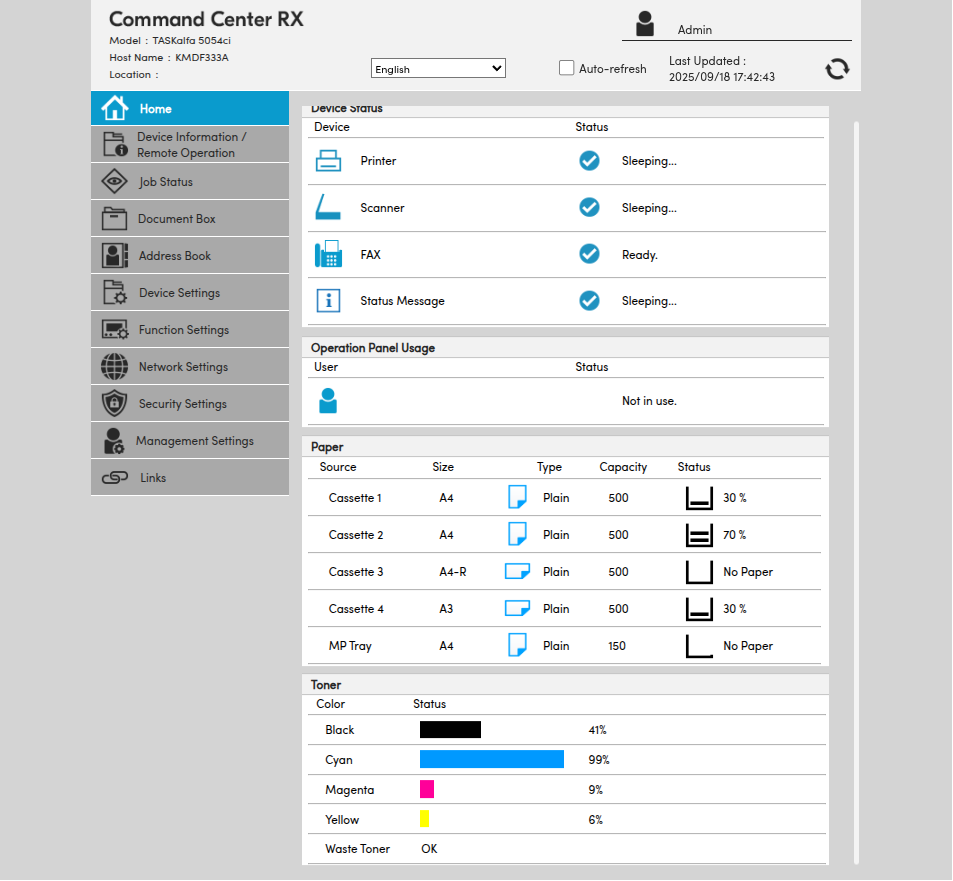 Command Center RX
Model : TASKalfa 5054ci
Host Name : KMDF333A
Location :
English
Auto-refresh
Admin
Last Updated :
2025/09/18 17:42:43
Home
Device Information /
Remote Operation
Job Status
Document Box
Address Book
Device Settings
Function Settings
Network Settings
Security Settings
Management Settings
Links
Device Status
Device Status
Printer Sleeping...
Scanner Sleeping...
FAX Ready.
Status Message Sleeping...
Operation Panel Usage
User Status
Not in use.
Paper
Source Size Type Capacity Status
Cassette 1 A4 Plain 500 30 %
Cassette 2 A4 Plain 500 70 %
Cassette 3 A4-R Plain 500 No Paper
Cassette 4 A3 Plain 500 30 %
MP Tray A4 Plain 150 No Paper
Toner
Color Status
Black 41%
Cyan 99%
Magenta 9%
Yellow 6%
Waste Toner OK